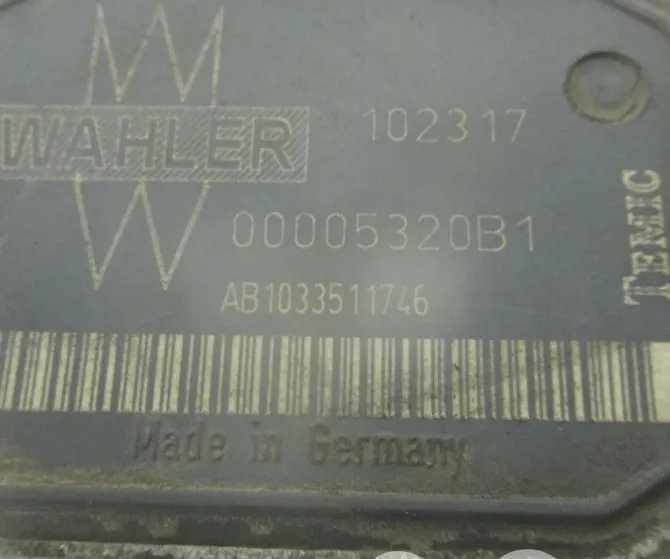 WAHLER
102317
00005320B1
AB1033511746
TEMIC
Made in Germany